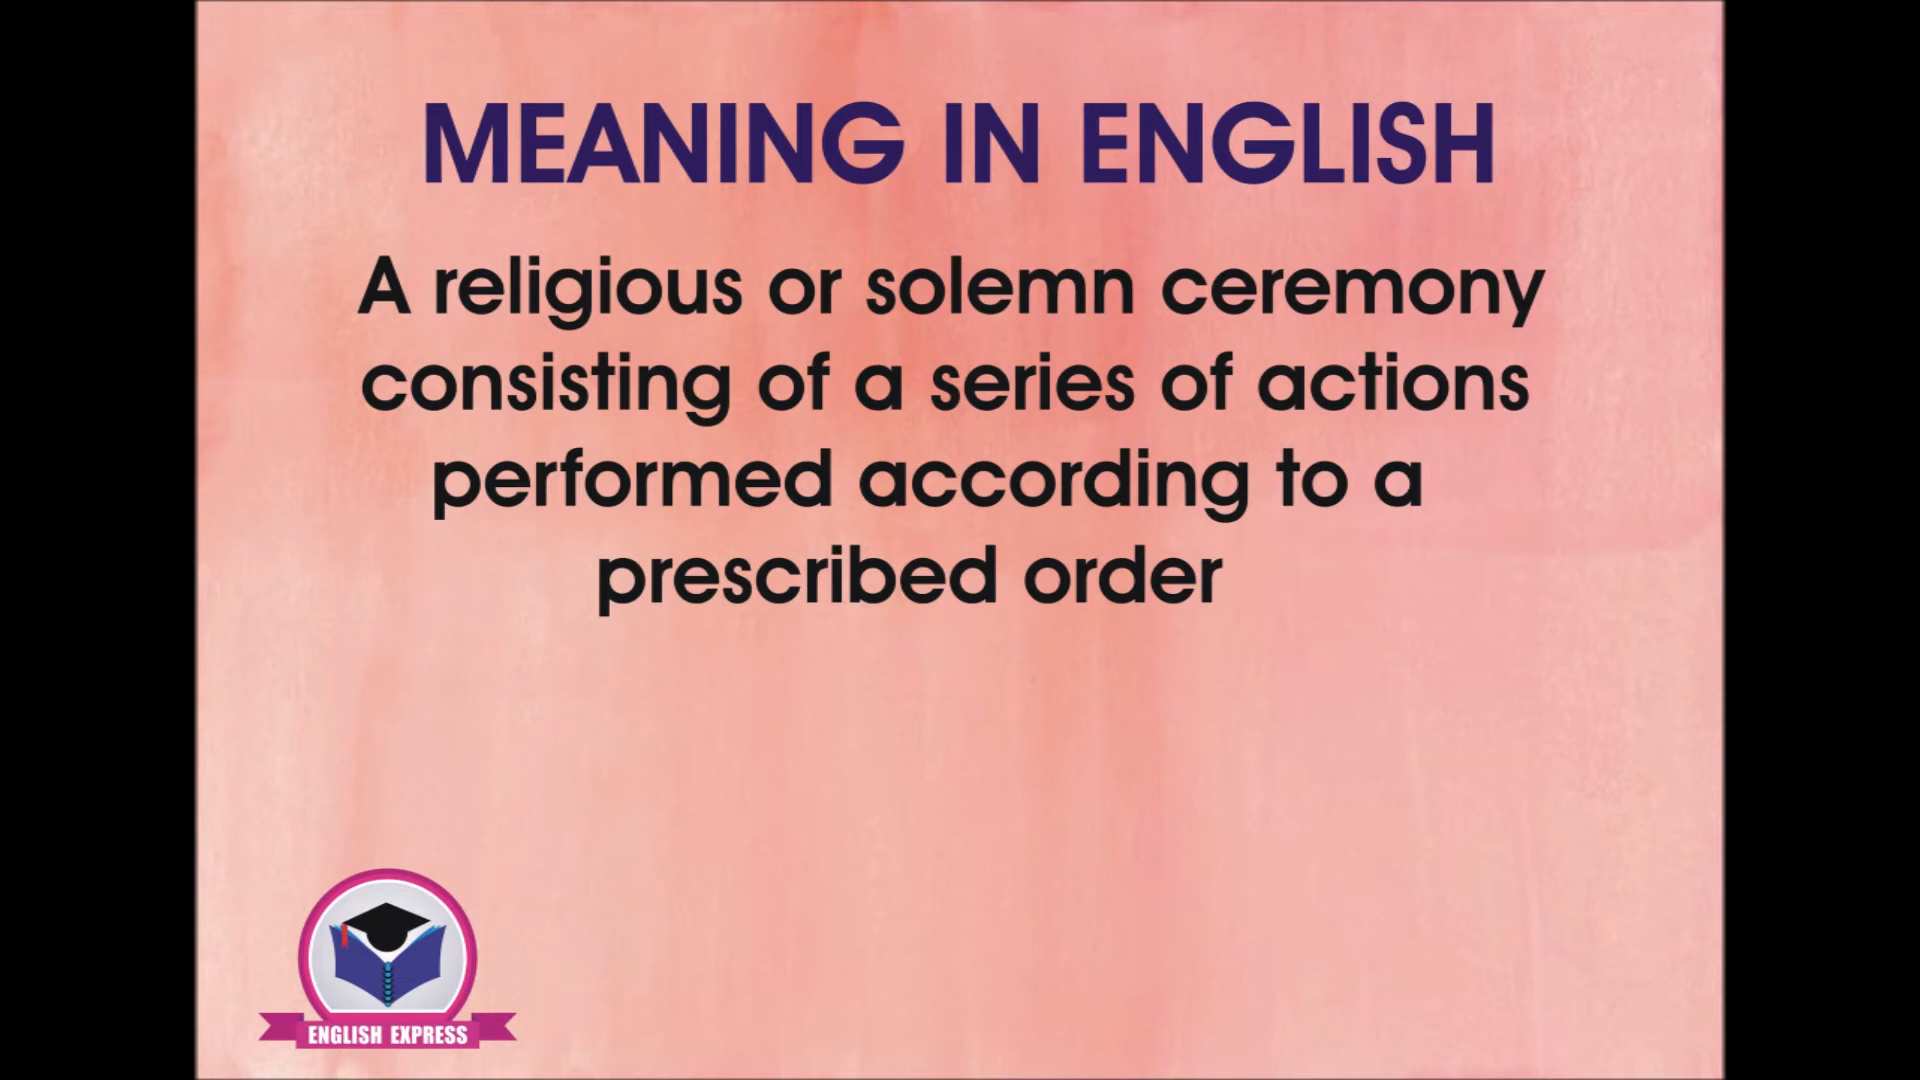 MEANING IN ENGLISH
A religious or solemn ceremony
consisting of a series of actions
performed according to a
prescribed order
ENGLISH EXPRESS